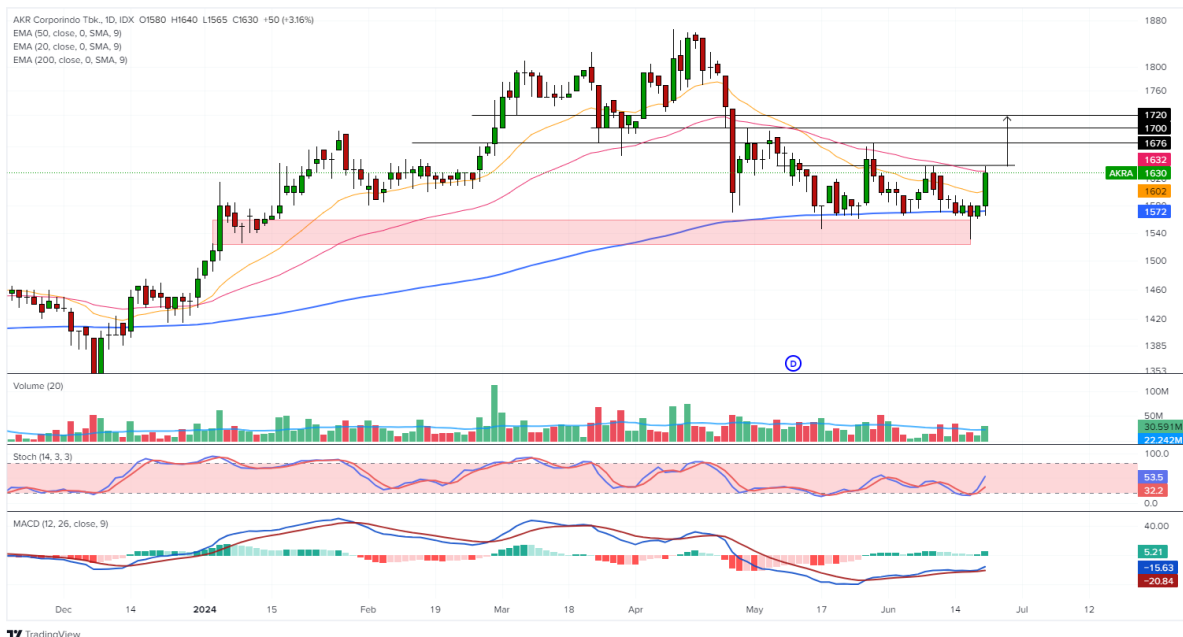 AKR Corporindo Tbk., 1D, IDX O1580 H1640 L1565 C1630 +50 (+3.16%)
EMA (50, close, 0, SMA, 9)
EMA (20, close, 0, SMA, 9)
EMA (200, close, 0, SMA, 9)
1880
1800
1760
1720
1700
1676
1632
AKRA 1630
1602
1572
1540
1500
1460
1420
1385
1353
D
Volume (20)
100M
50M
30.591M
22.242M
Stoch (14, 3, 3)
100.0
53.5
32.2
0.0
MACD (12, 26, close, 9)
40.00
5.21
−15.63
−20.84
Dec 14 2024 15 Feb 19 Mar 18 Apr May 17 Jun 14 Jul 12
TradingView